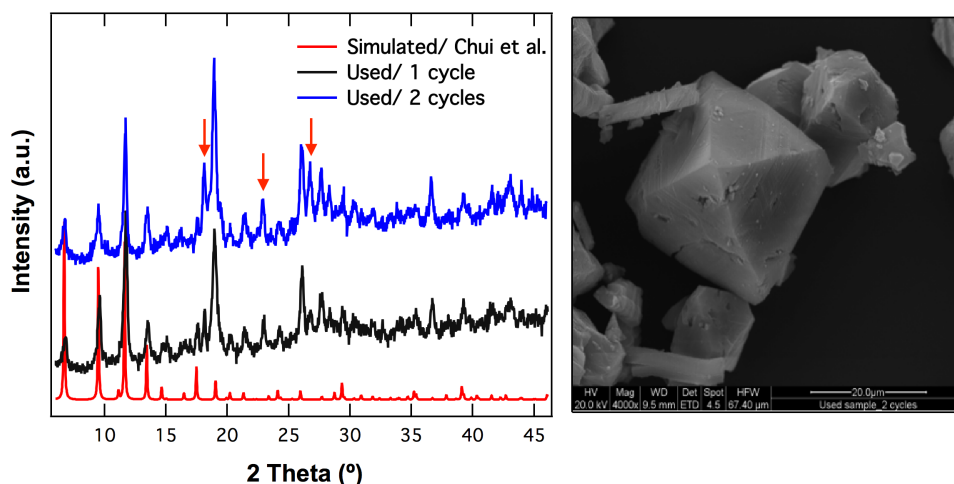 Simulated/ Chui et al.
Used/ 1 cycle
Used/ 2 cycles
Intensity (a.u.)
10 15 20 25 30 35 40 45
2 Theta (º)
HV Mag WD Det Spot HFW
20.0 kV 4000x 9.5 mm ETD 4.5 67.40 µm
20.0µm
Used sample_2 cycles